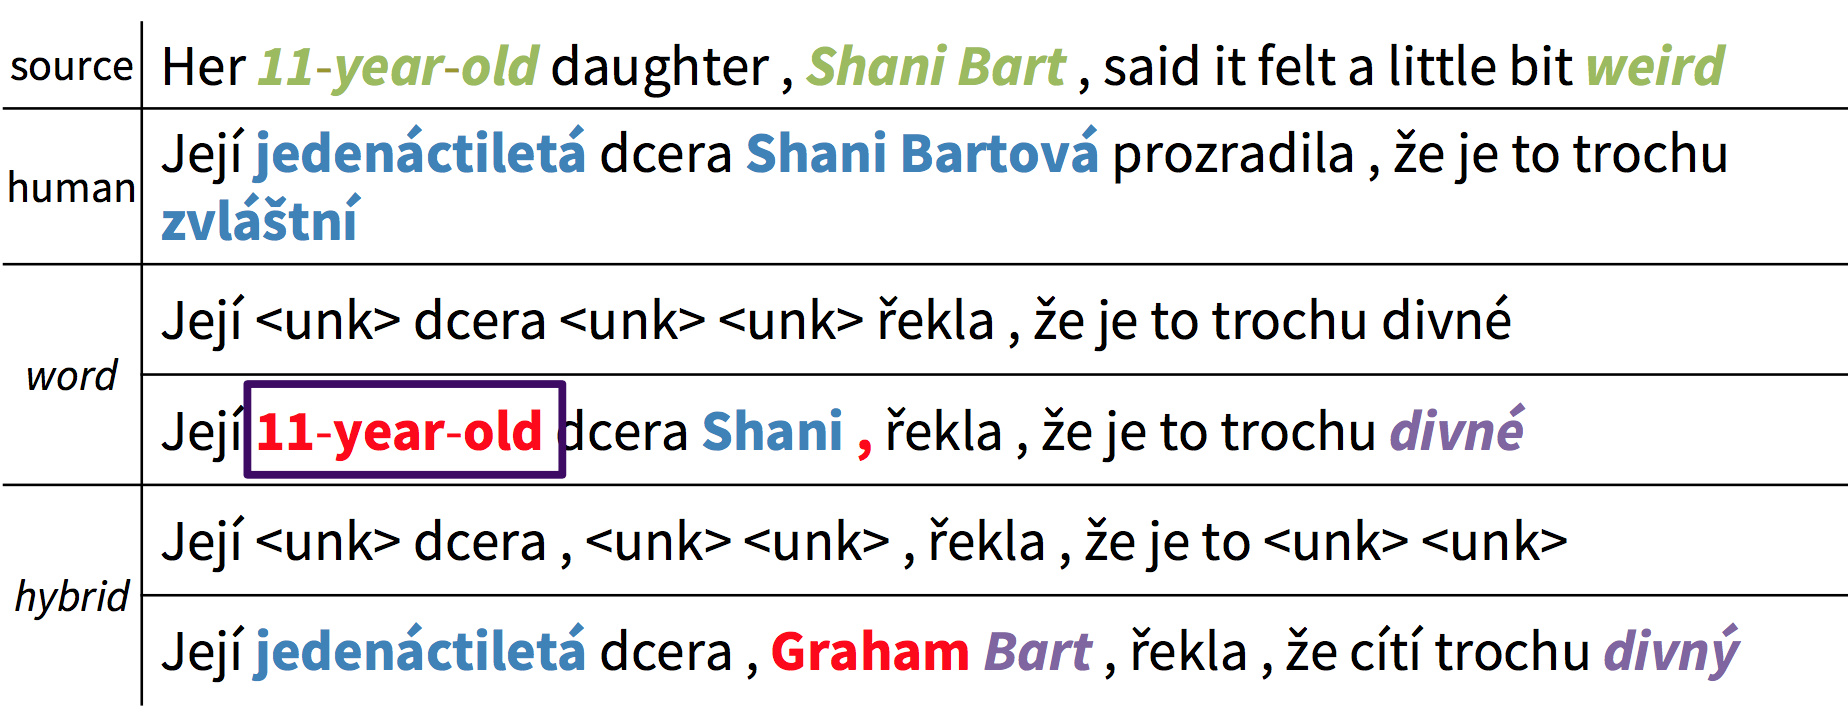 source
Her 11-year-old daughter , Shani Bart , said it felt a little bit weird
human
Její jedenáctiletá dcera Shani Bartová prozradila , že je to trochu
zvláštní
word
Její <unk> dcera <unk> <unk> řekla , že je to trochu divné
Její 11-year-old dcera Shani , řekla , že je to trochu divné
hybrid
Její <unk> dcera , <unk> <unk> , řekla , že je to <unk> <unk>
Její jedenáctiletá dcera , Graham Bart , řekla , že cítí trochu divný